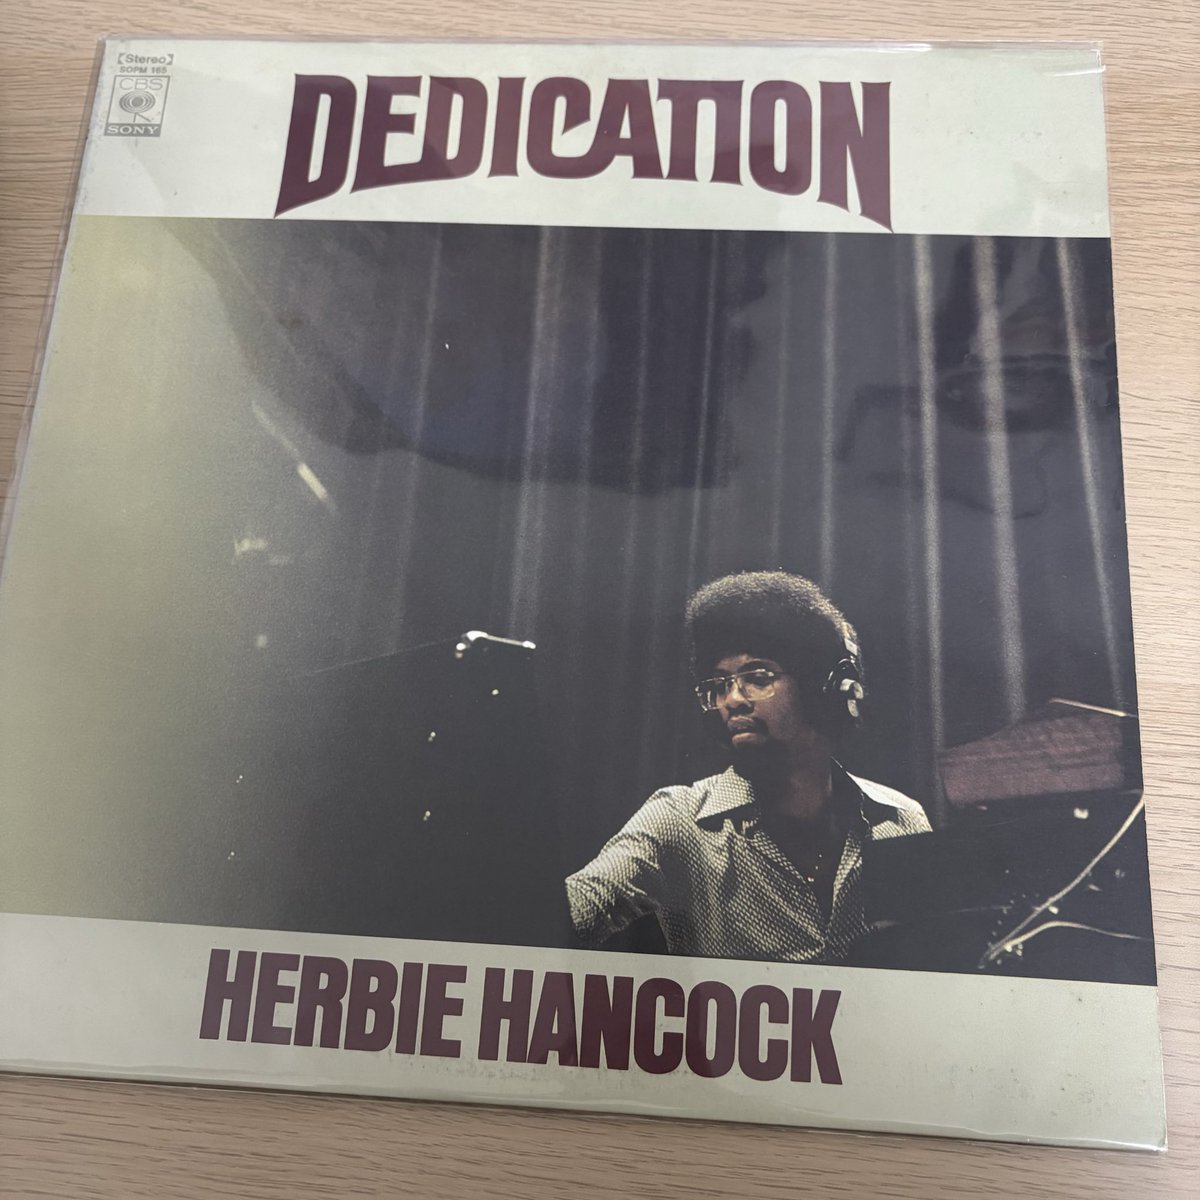 【Stereo】
SOPM 165
CBS
SONY
DEDICATION
HERBIE HANCOCK